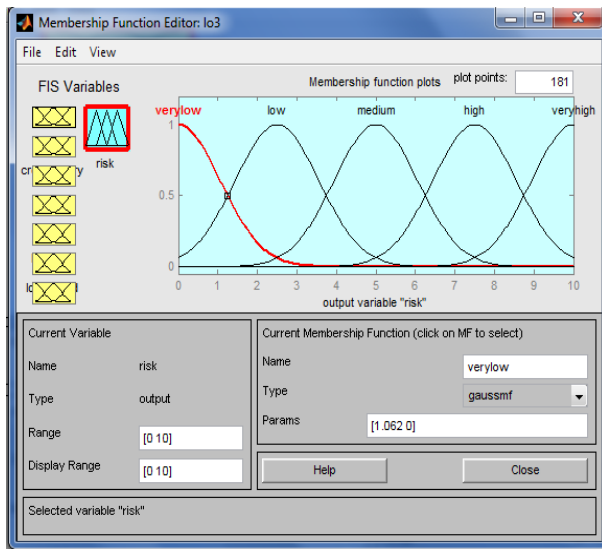 Membership Function Editor: lo3
File Edit View
FIS Variables
Membership function plots plot points: 181
verylow low medium high veryhigh
risk
1
0.5
0
0 1 2 3 4 5 6 7 8 9 10
output variable "risk"
Current Variable
Name risk
Type output
Range [0 10]
Display Range [0 10]
Current Membership Function (click on MF to select)
Name verylow
Type gaussmf
Params [1.062 0]
Help Close
Selected variable "risk"